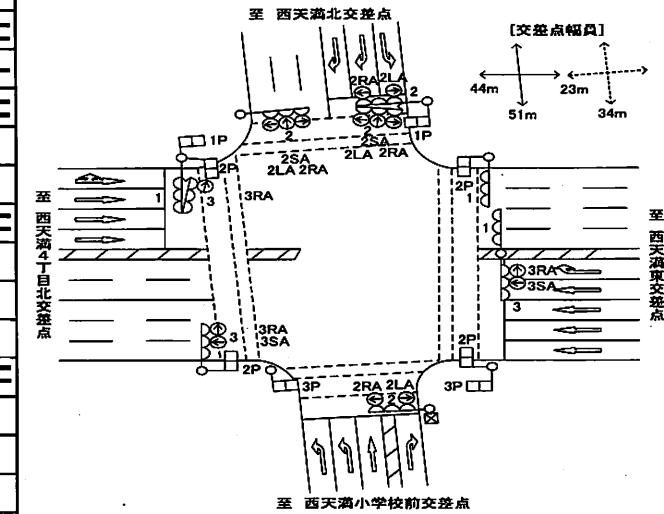 至 西天満北交差点
[交差点幅員]
44m
51m
23m
34m
2RA 2LA
2
1P
2
2
1P
2SA
2LA 2RA
2SA
2LA 2RA
2P
3
3RA
1
2P
1
1
至 西天満4丁目北交差点
至 西天満東交差点
3RA
3SA
3
3
3RA
3SA
2P
2P
3P
2RA 2LA
2
3P
至 西天満小学校前交差点